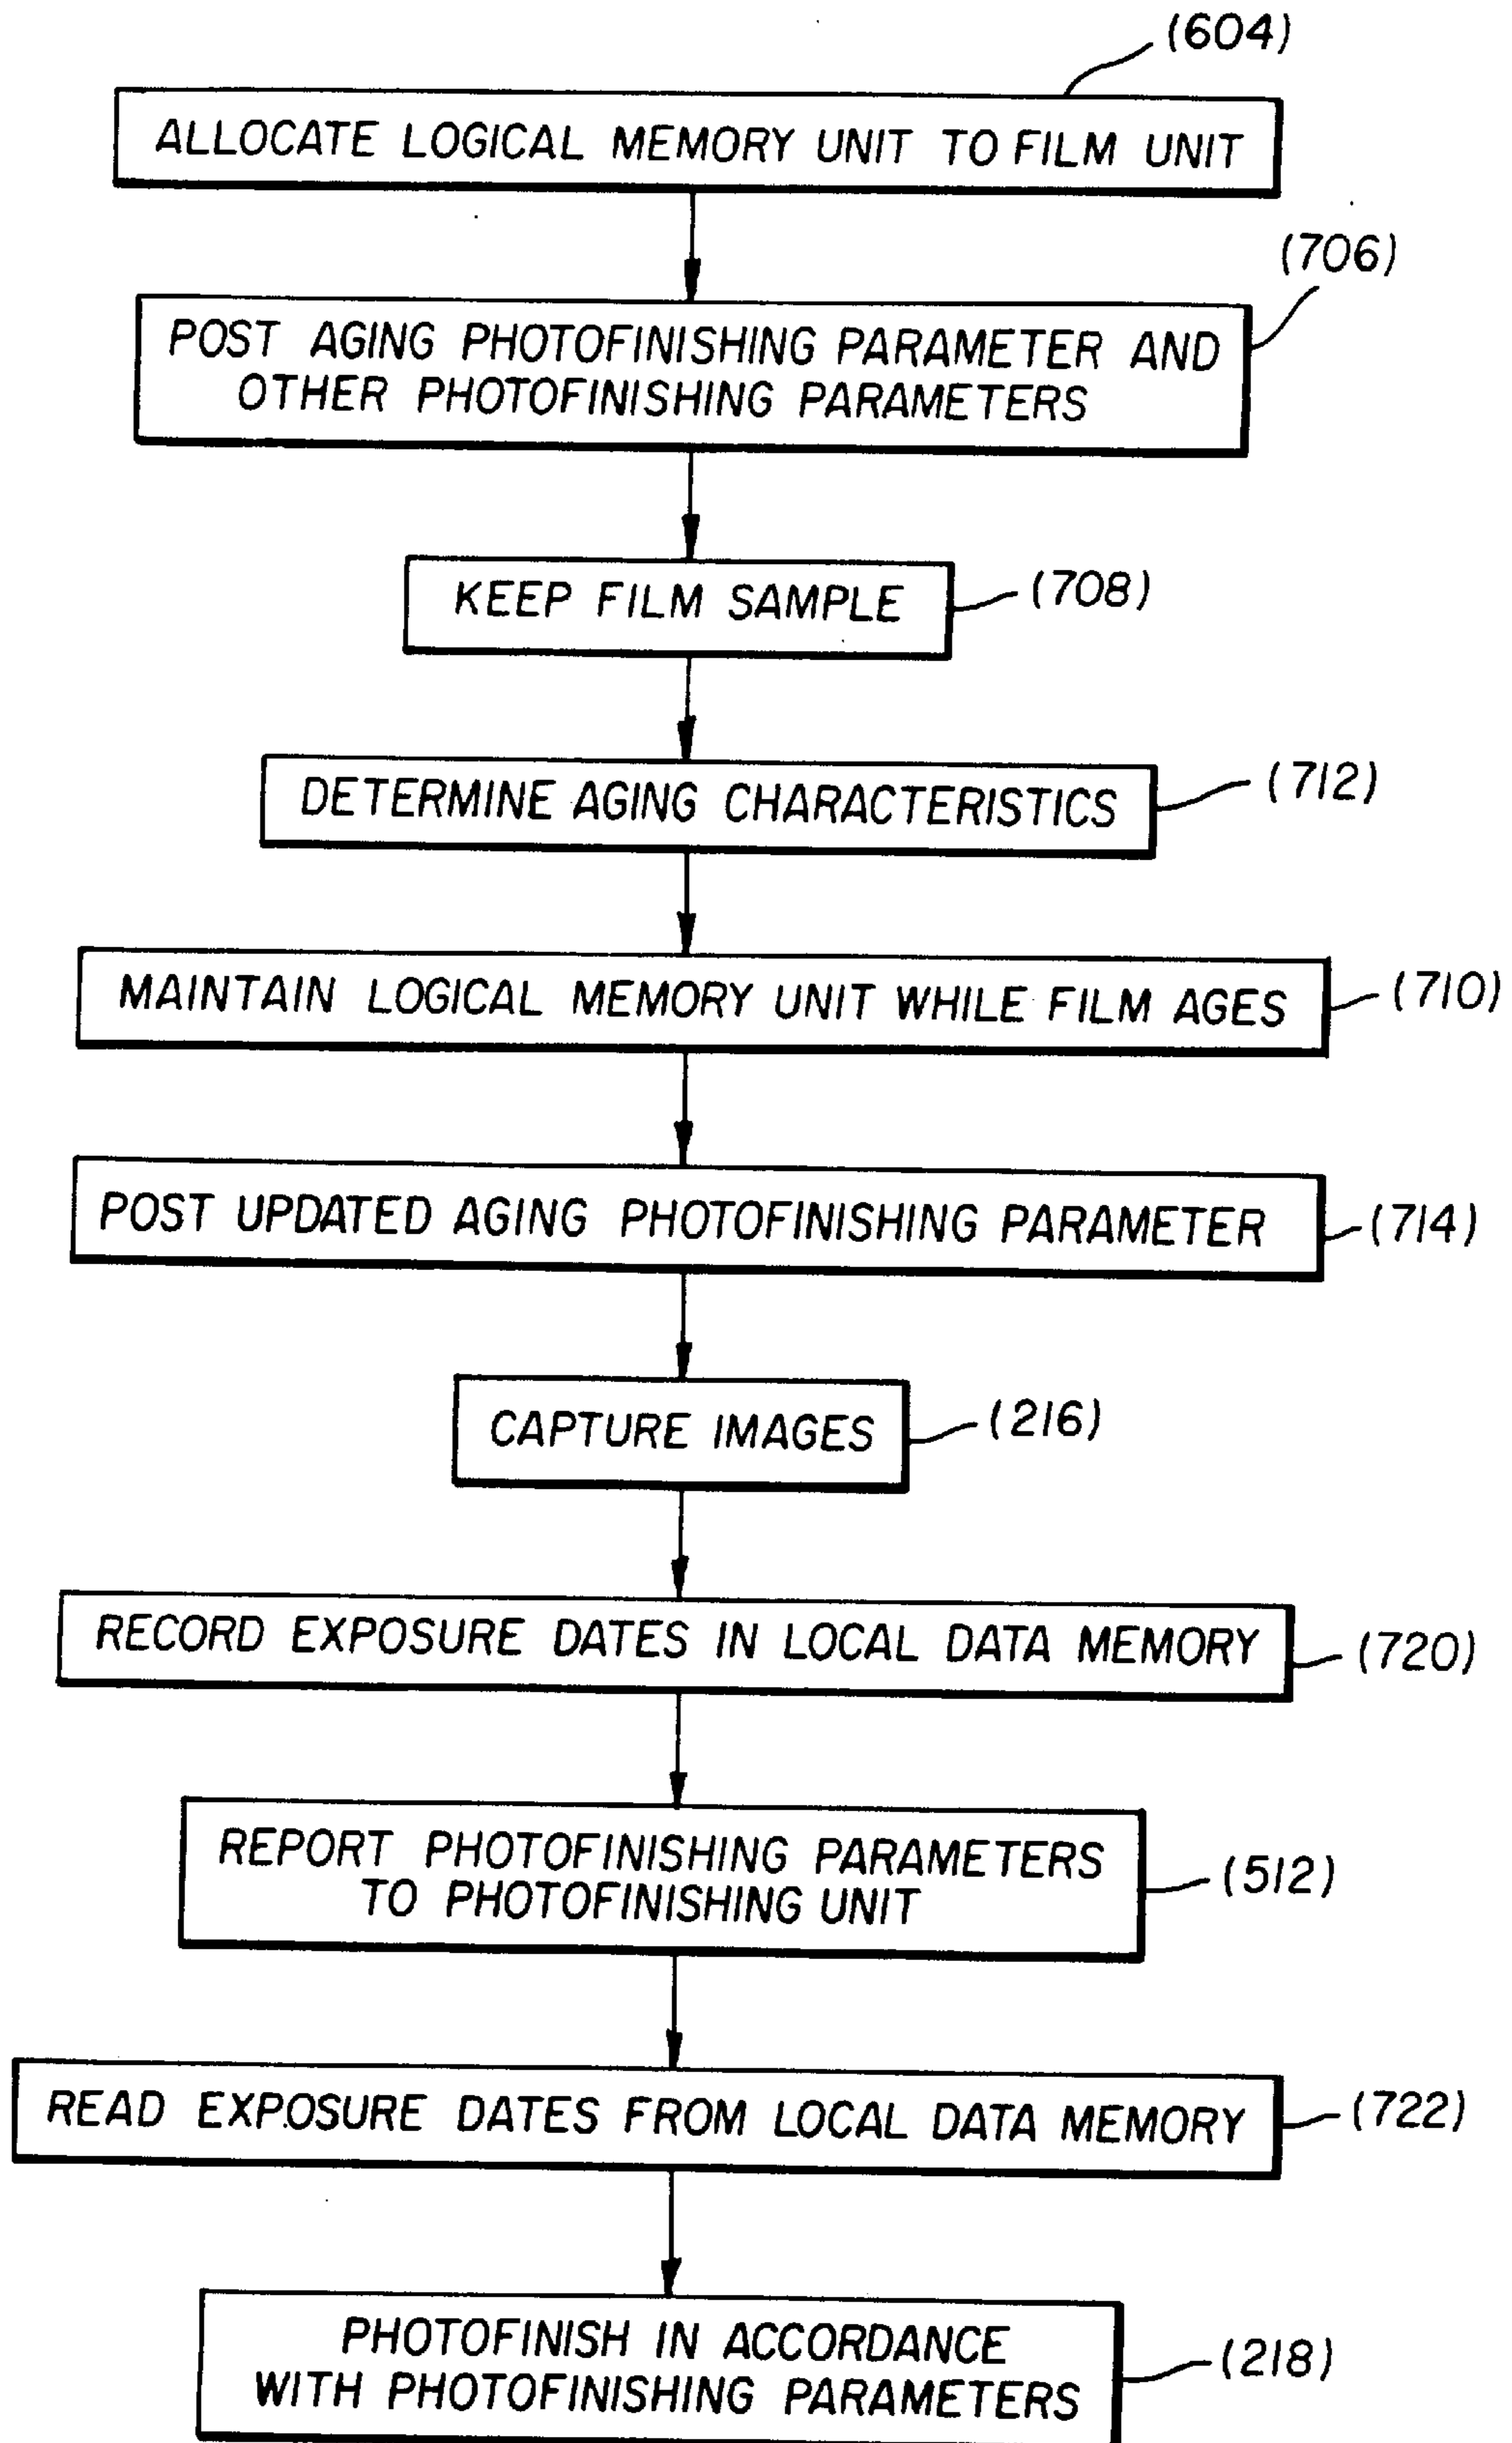 (604)
ALLOCATE LOGICAL MEMORY UNIT TO FILM UNIT
(706)
POST AGING PHOTOFINISHING PARAMETER AND
OTHER PHOTOFINISHING PARAMETERS
KEEP FILM SAMPLE
(708)
DETERMINE AGING CHARACTERISTICS
(712)
MAINTAIN LOGICAL MEMORY UNIT WHILE FILM AGES
(710)
POST UPDATED AGING PHOTOFINISHING PARAMETER
(714)
CAPTURE IMAGES
(216)
RECORD EXPOSURE DATES IN LOCAL DATA MEMORY
(720)
REPORT PHOTOFINISHING PARAMETERS
TO PHOTOFINISHING UNIT
(512)
READ EXPOSURE DATES FROM LOCAL DATA MEMORY
(722)
PHOTOFINISH IN ACCORDANCE
WITH PHOTOFINISHING PARAMETERS
(218)